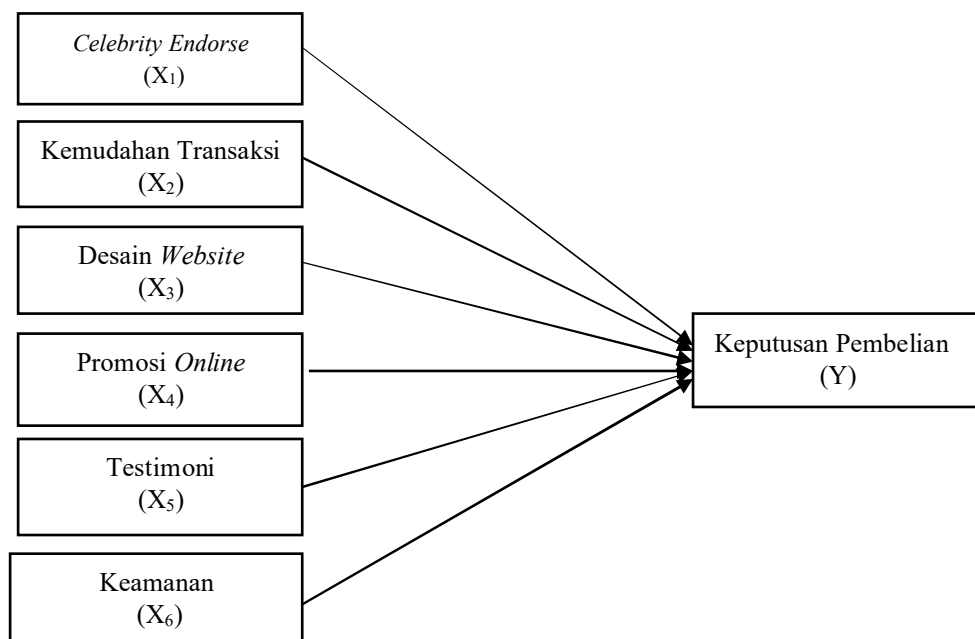 Celebrity Endorse
(X₁)
Kemudahan Transaksi
(X₂)
Desain Website
(X₃)
Promosi Online
(X₄)
Testimoni
(X₅)
Keamanan
(X₆)
Keputusan Pembelian
(Y)